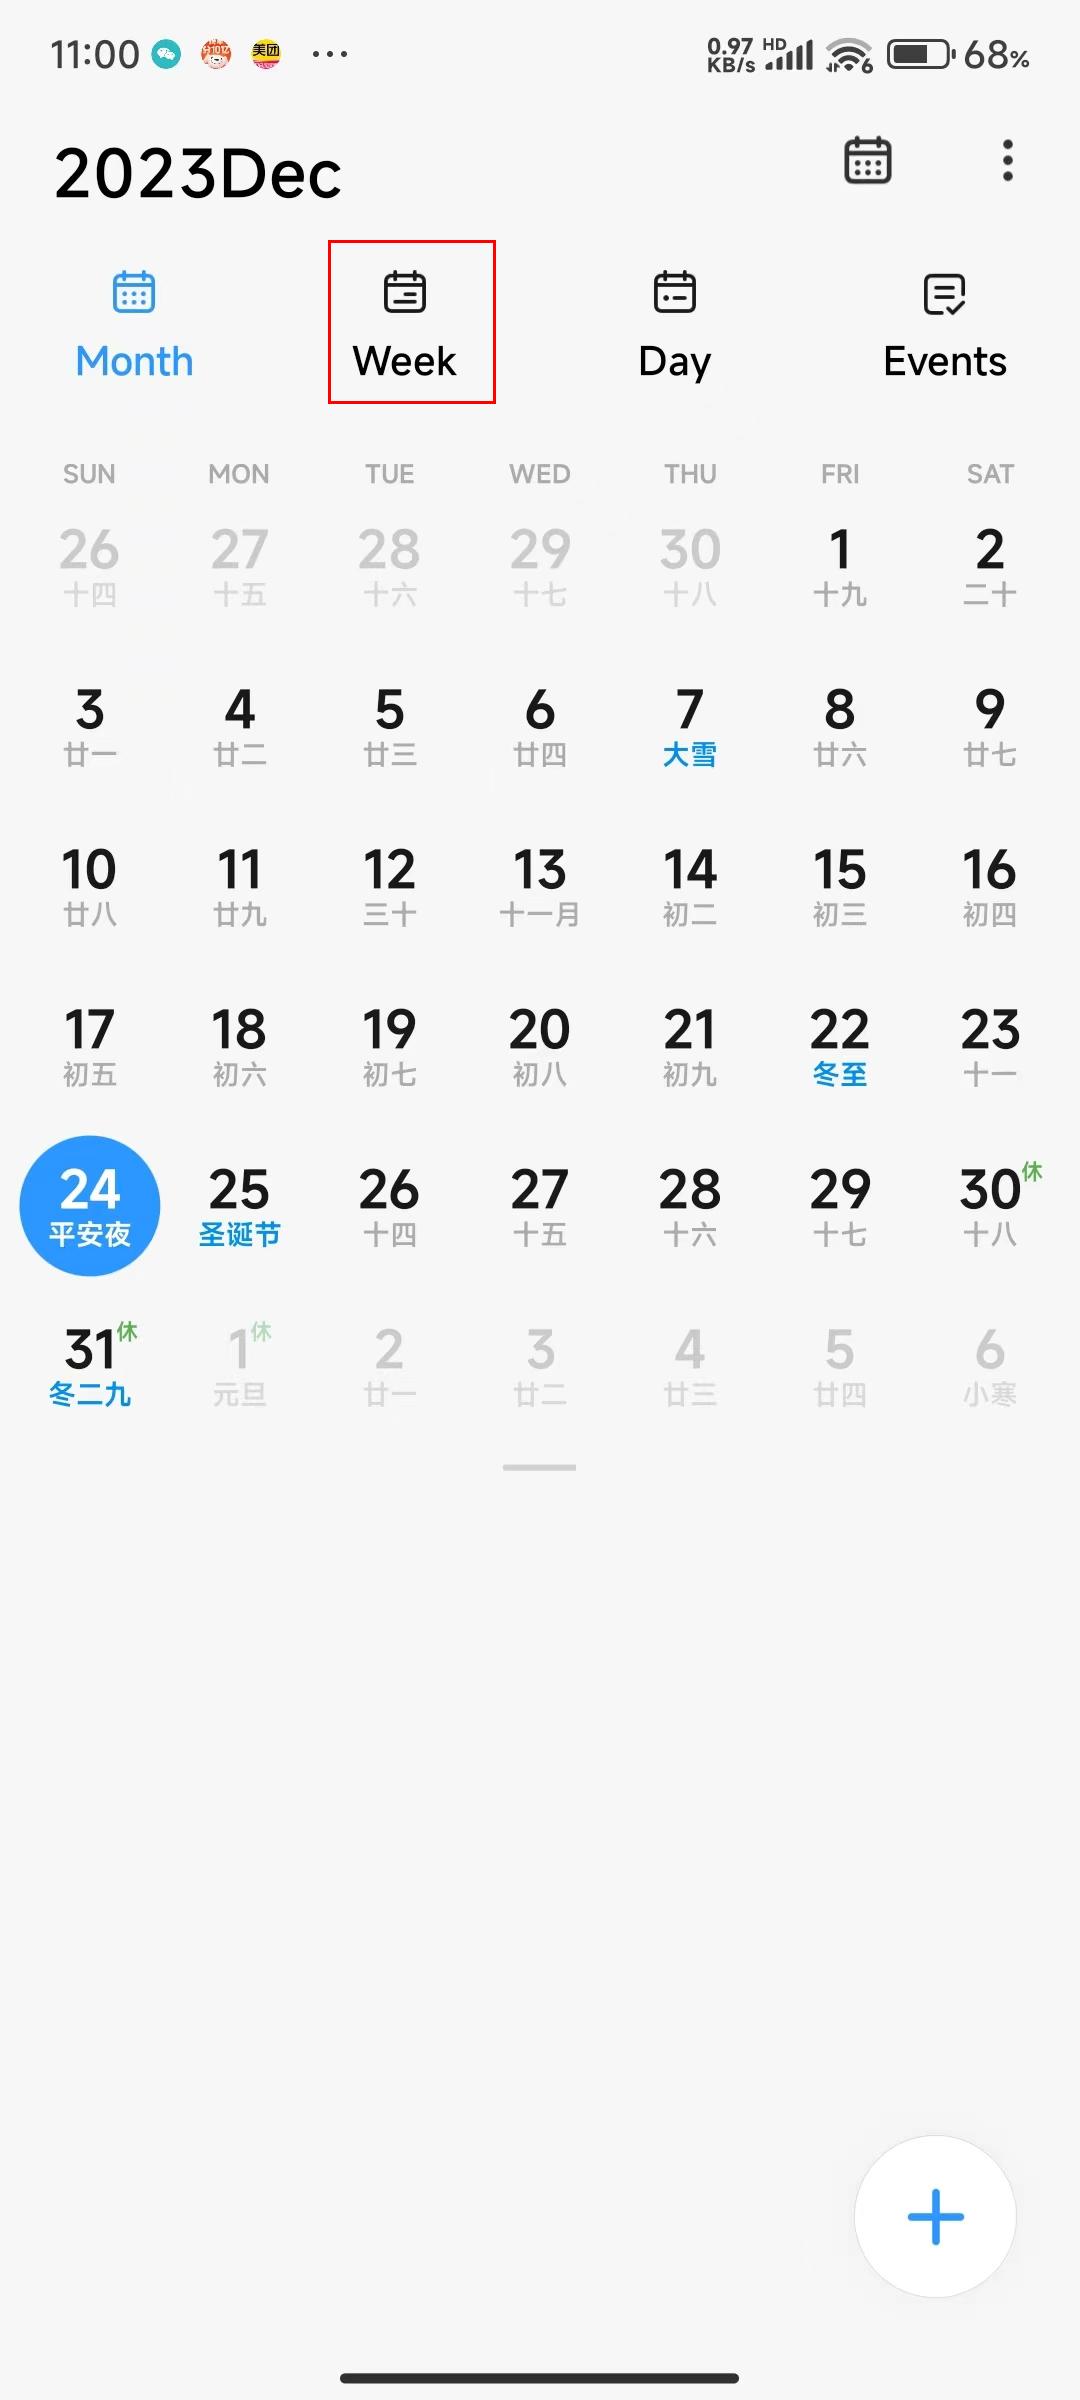 11:00 美团 ··· 0.97 KB/s HD 6 68%
2023Dec
Month Week Day Events
SUN MON TUE WED THU FRI SAT
26 27 28 29 30 1 2
十四 十五 十六 十七 十八 十九 二十
3 4 5 6 7 8 9
廿一 廿二 廿三 廿四 大雪 廿六 廿七
10 11 12 13 14 15 16
廿八 廿九 三十 十一月 初二 初三 初四
17 18 19 20 21 22 23
初五 初六 初七 初八 初九 冬至 十一
24 25 26 27 28 29 30休
平安夜 圣诞节 十四 十五 十六 十七 十八
31休 1休 2 3 4 5 6
冬二九 元旦 廿一 廿二 廿三 廿四 小寒